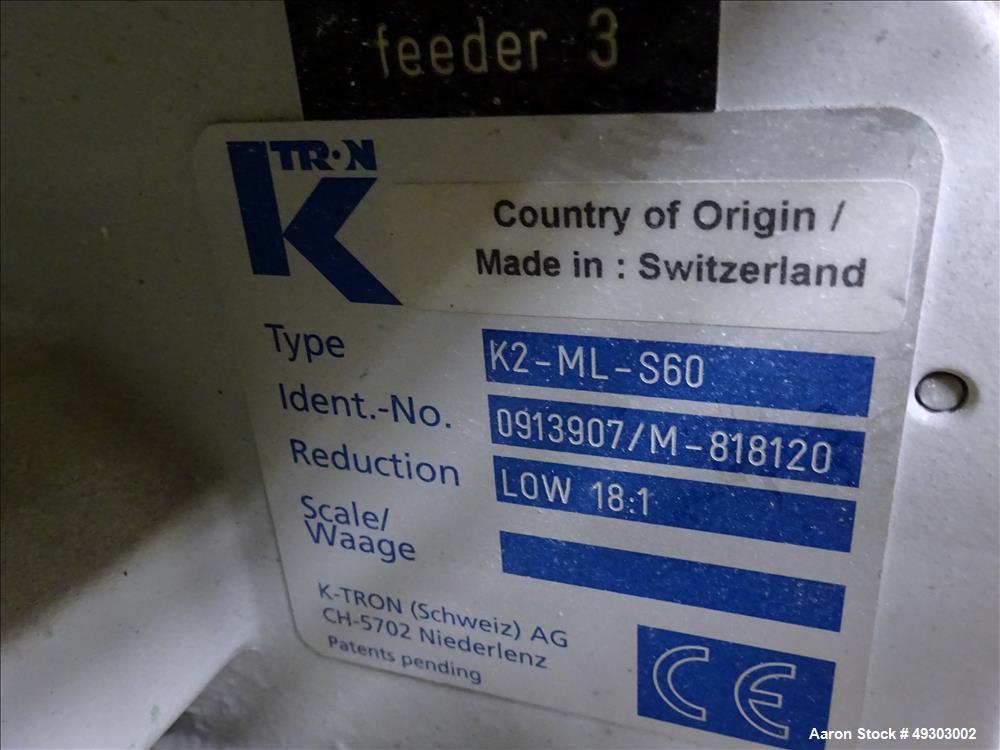 feeder 3
K-TRON
Country of Origin /
Made in : Switzerland
Type K2-ML-S60
Ident.-No. 0913907/M-818120
Reduction LOW 18:1
Scale/
Waage
K-TRON (Schweiz) AG
CH-5702 Niederlenz
Patents pending
CE
Aaron Stock # 49303002